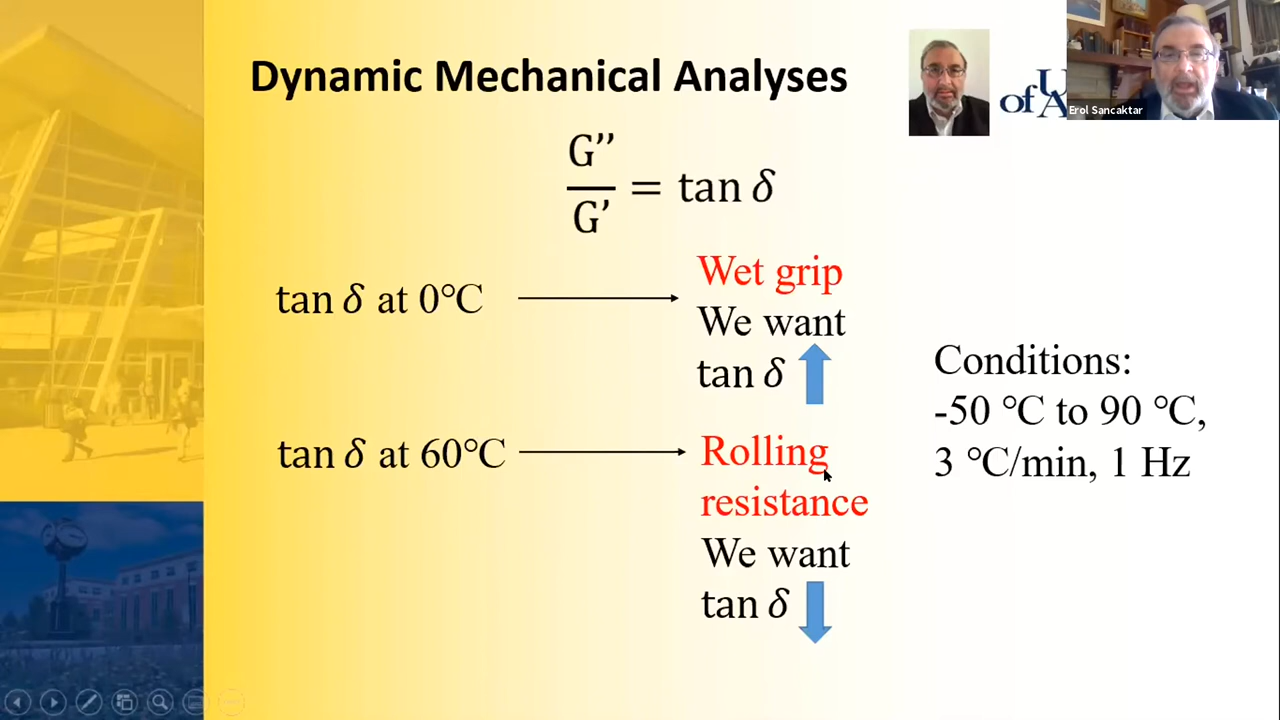 Dynamic Mechanical Analyses
of
U
A
Erol Sancaktar
G’’
G’
= tan 𝛿
tan 𝛿 at 0℃
Wet grip
We want
tan 𝛿
tan 𝛿 at 60℃
Rolling
resistance
We want
tan 𝛿
Conditions:
-50 ℃ to 90 ℃,
3 ℃/min, 1 Hz